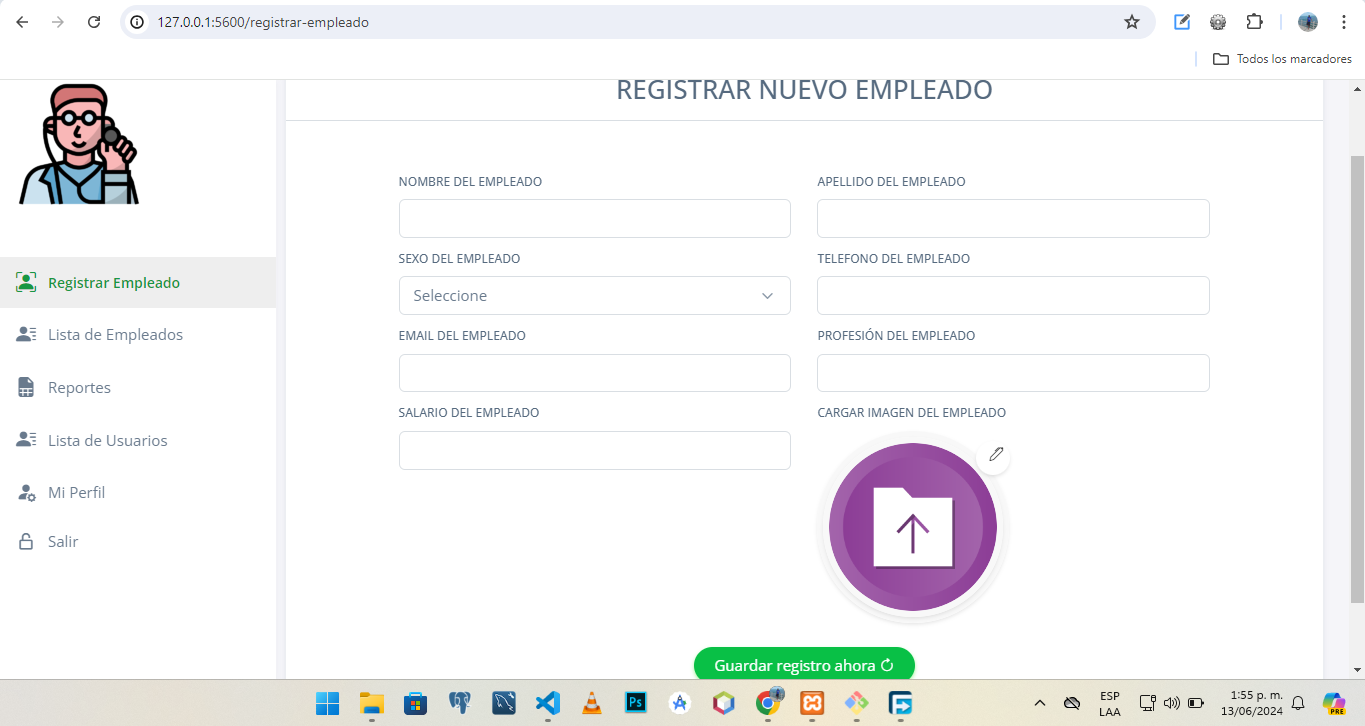 127.0.0.1:5600/registrar-empleado
Todos los marcadores
REGISTRAR NUEVO EMPLEADO
NOMBRE DEL EMPLEADO
APELLIDO DEL EMPLEADO
SEXO DEL EMPLEADO
TELEFONO DEL EMPLEADO
Seleccione
EMAIL DEL EMPLEADO
PROFESIÓN DEL EMPLEADO
SALARIO DEL EMPLEADO
CARGAR IMAGEN DEL EMPLEADO
Guardar registro ahora
Registrar Empleado
Lista de Empleados
Reportes
Lista de Usuarios
Mi Perfil
Salir
Ps
ESP
LAA
1:55 p. m.
13/06/2024
PRE